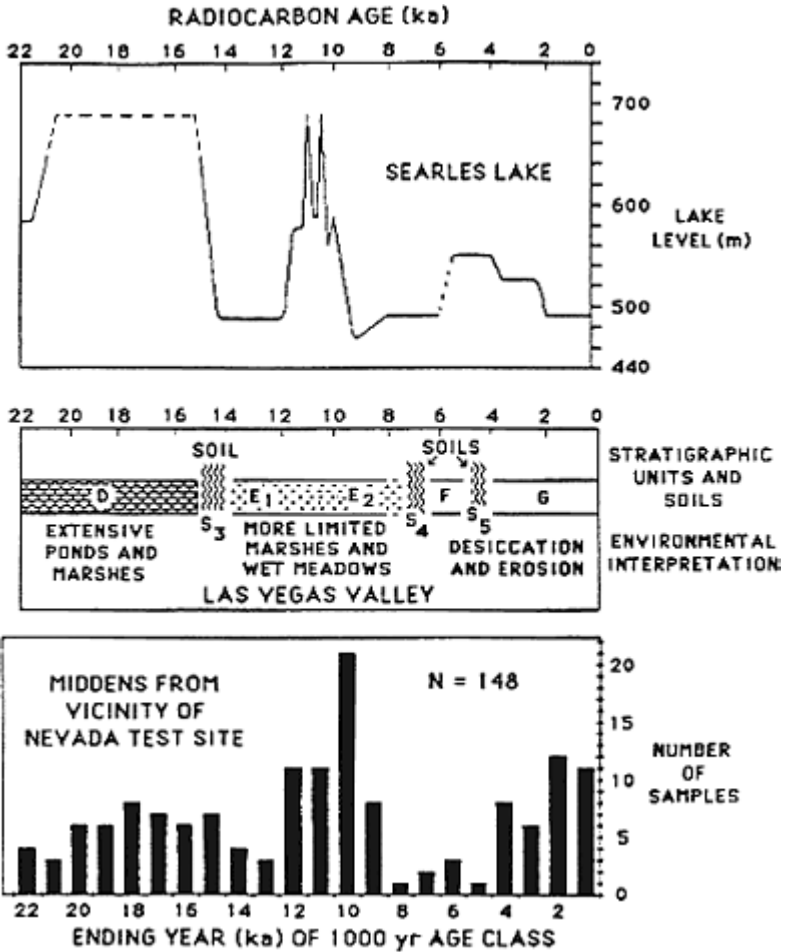 RADIOCARBON AGE (ka)
22 20 18 16 14 12 10 8 6 4 2 0
700
SEARLES LAKE
600
LAKE
LEVEL (m)
500
440
22 20 18 16 14 12 10 8 6 4 2 0
SOIL
SOILS
STRATIGRAPHIC
UNITS AND
SOILS
D
E1
E2
F
G
S3
S4
S5
EXTENSIVE
PONDS AND
MARSHES
MORE LIMITED
MARSHES AND
WET MEADOWS
DESICCATION
AND EROSION
ENVIRONMENTAL
INTERPRETATION
LAS VEGAS VALLEY
MIDDENS FROM
VICINITY OF
NEVADA TEST SITE
N = 148
20
15
NUMBER
OF
SAMPLES
10
5
0
22 20 18 16 14 12 10 8 6 4 2
ENDING YEAR (ka) OF 1000 yr AGE CLASS